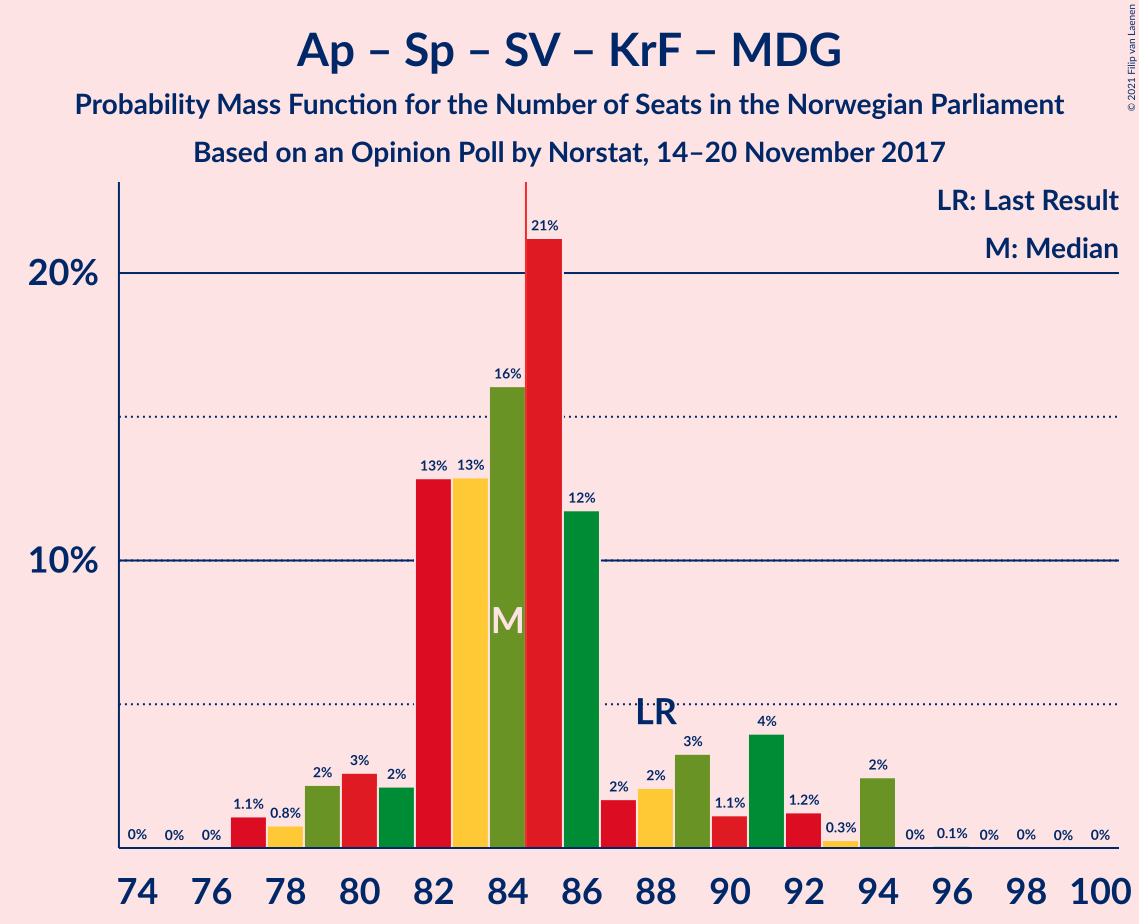 Ap – Sp – SV – KrF – MDG
Probability Mass Function for the Number of Seats in the Norwegian Parliament
Based on an Opinion Poll by Norstat, 14–20 November 2017
© 2021 Filip van Laenen
LR: Last Result
M: Median
20%
10%
0% 0% 0% 1.1% 0.8% 2% 3% 2% 13% 13% 16% 21% 12% 2% 2% 3% 1.1% 4% 1.2% 0.3% 2% 0% 0.1% 0% 0% 0% 0%
M
LR
74 76 78 80 82 84 86 88 90 92 94 96 98 100